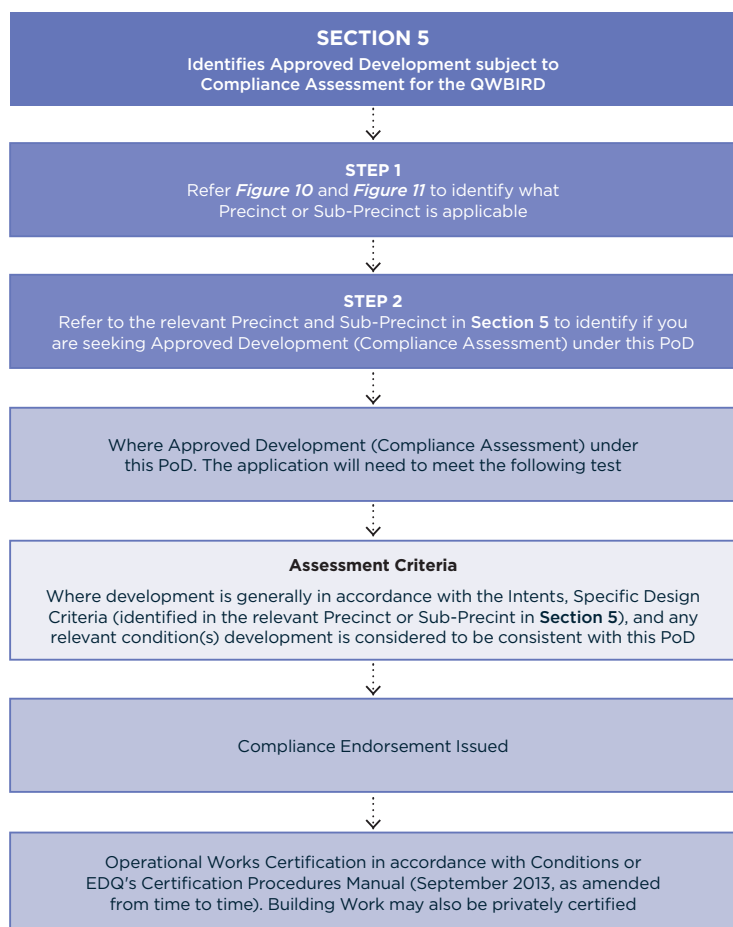 SECTION 5
Identifies Approved Development subject to
Compliance Assessment for the QWBIRD
STEP 1
Refer Figure 10 and Figure 11 to identify what
Precinct or Sub-Precinct is applicable
STEP 2
Refer to the relevant Precinct and Sub-Precinct in Section 5 to identify if you
are seeking Approved Development (Compliance Assessment) under this PoD
Where Approved Development (Compliance Assessment) under
this PoD. The application will need to meet the following test
Assessment Criteria
Where development is generally in accordance with the Intents, Specific Design
Criteria (identified in the relevant Precinct or Sub-Precint in Section 5), and any
relevant condition(s) development is considered to be consistent with this PoD
Compliance Endorsement Issued
Operational Works Certification in accordance with Conditions or
EDQ's Certification Procedures Manual (September 2013, as amended
from time to time). Building Work may also be privately certified